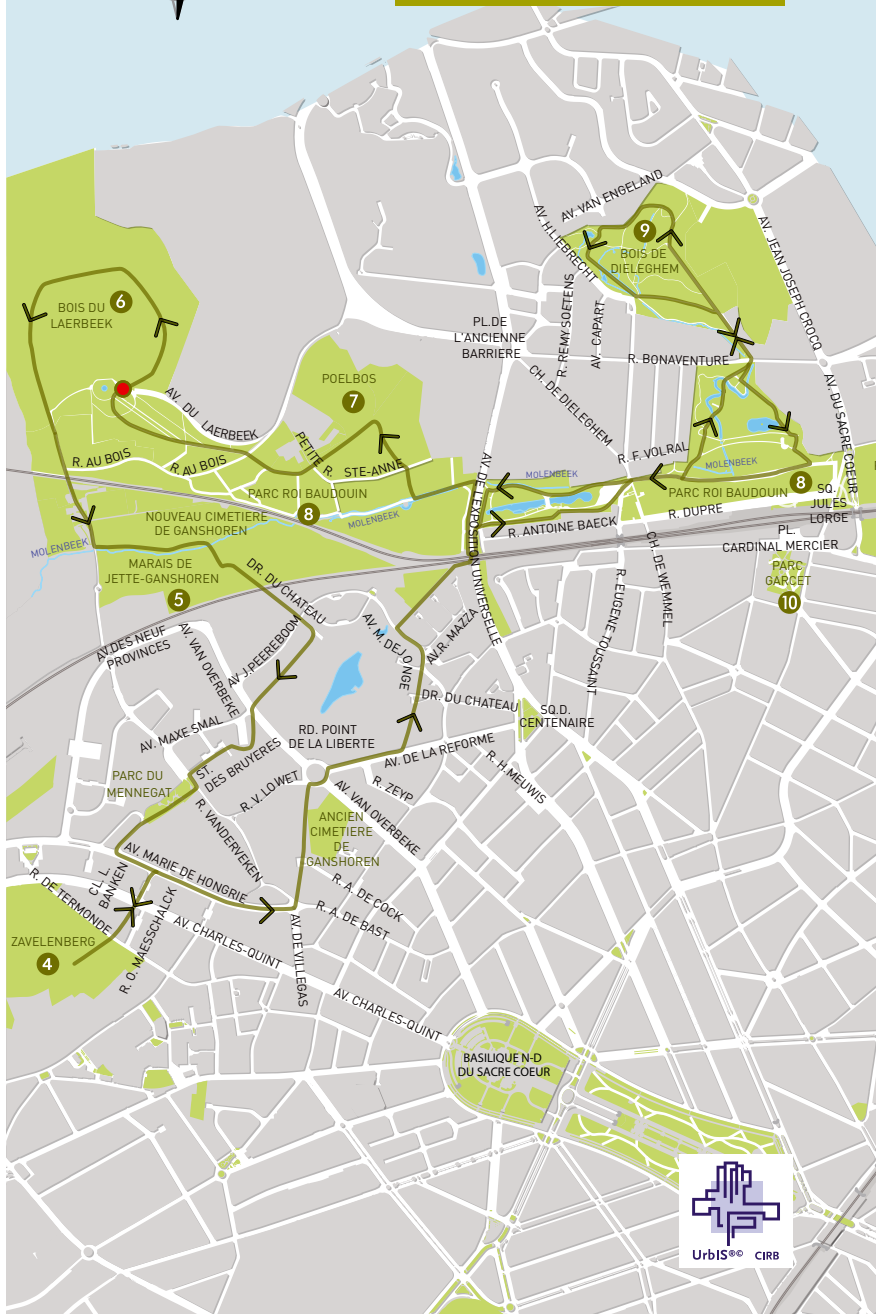 AV. VAN ENGELAND
AV. H.LIEBRECHT
9
BOIS DE
DIELEGHEM
AV. JEAN JOSEPH CROCQ
BOIS DU
LAERBEEK
6
PL.DE
L'ANCIENNE
BARRIERE
R. REMY SOETENS
AV. CAPART
R. BONAVENTURE
CH. DE DIELEGHEM
AV. DU SACRE COEUR
POELBOS
7
AV. DU LAERBEEK
R. AU BOIS
R. AU BOIS
PETITE R. STE-ANNE
R. F. VOLRAL
MOLENBEEK
MOLENBEEK
PARC ROI BAUDOUIN
8
PARC ROI BAUDOUIN
8
SQ.
JULES
LORGE
R. DUPRE
AV. DE L'EXPOSITION UNIVERSELLE
R. ANTOINE BAECK
NOUVEAU CIMETIERE
DE GANSHOREN
MOLENBEEK
MOLENBEEK
PL.
CARDINAL MERCIER
MARAIS DE
JETTE-GANSHOREN
5
PARC
GARCET
10
DR. DU CHATEAU
CH. DE WEMMEL
R. EUGENE TOUSSAINT
AV. M. DEJONGE
AV.R. MAZZA
AV.DES NEUF
PROVINCES
AV. VAN OVERBEKE
AV J.PEEREBOOM
DR. DU CHATEAU
SQ.D.
CENTENAIRE
AV. MAXE SMAL
RD. POINT
DE LA LIBERTE
AV. DE LA REFORME
R. H.MEUWIS
ST.
DES BRUYERES
PARC DU
MENNEGAT
R. V. LOWET
R. ZEYP
AV. VAN OVERBEKE
R. VANDERVEKEN
ANCIEN
CIMETIERE
DE
GANSHOREN
AV. MARIE DE HONGRIE
CL. L.
BANKEN
R. DE TERMONDE
R. A. DE COCK
R. A. DE BAST
R. O. MAESSCHALCK
AV. CHARLES-QUINT
AV. DE VILLEGAS
ZAVELENBERG
4
AV. CHARLES-QUINT
BASILIQUE N-D
DU SACRE COEUR
UrbIS®© CIRB